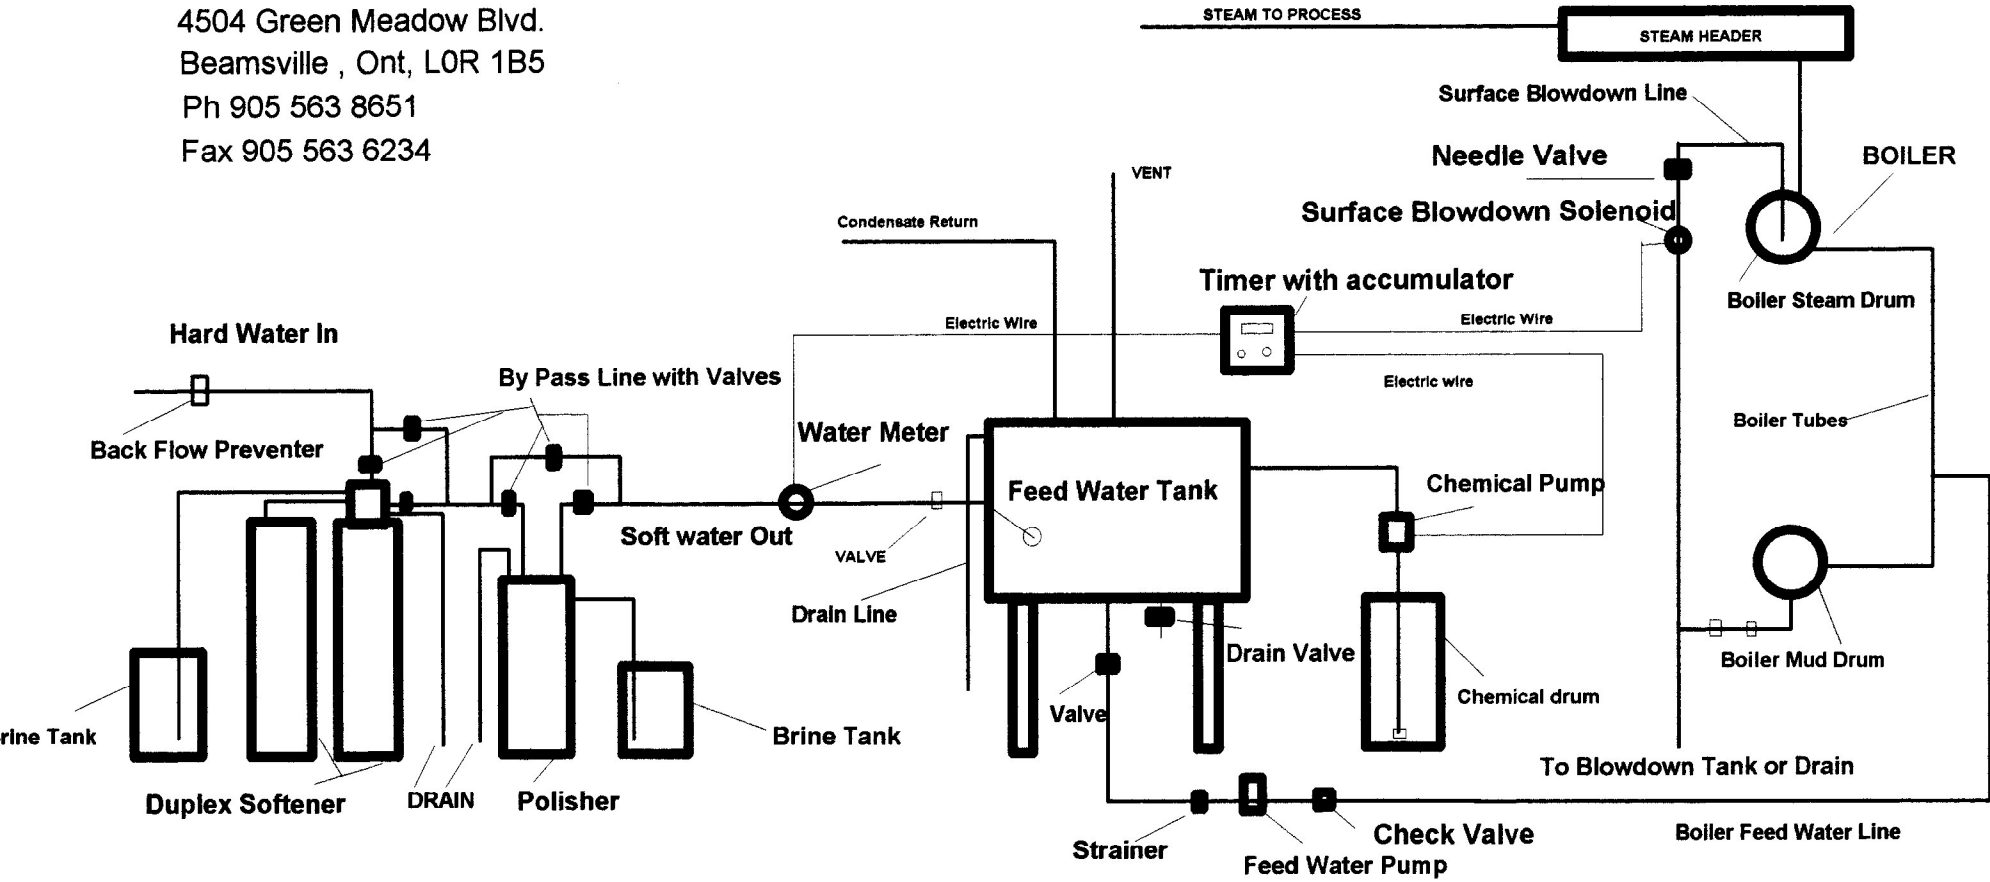 4504 Green Meadow Blvd.
Beamsville , Ont, L0R 1B5
Ph 905 563 8651
Fax 905 563 6234
STEAM TO PROCESS
STEAM HEADER
Surface Blowdown Line
Needle Valve
BOILER
VENT
Surface Blowdown Solenoid
Condensate Return
Timer with accumulator
Boiler Steam Drum
Electric Wire
Electric Wire
Hard Water In
By Pass Line with Valves
Electric wire
Boiler Tubes
Water Meter
Back Flow Preventer
Feed Water Tank
Chemical Pump
Soft water Out
VALVE
Drain Line
Drain Valve
Boiler Mud Drum
Chemical drum
Valve
rine Tank
Brine Tank
To Blowdown Tank or Drain
Duplex Softener
DRAIN
Polisher
Strainer
Check Valve
Boiler Feed Water Line
Feed Water Pump